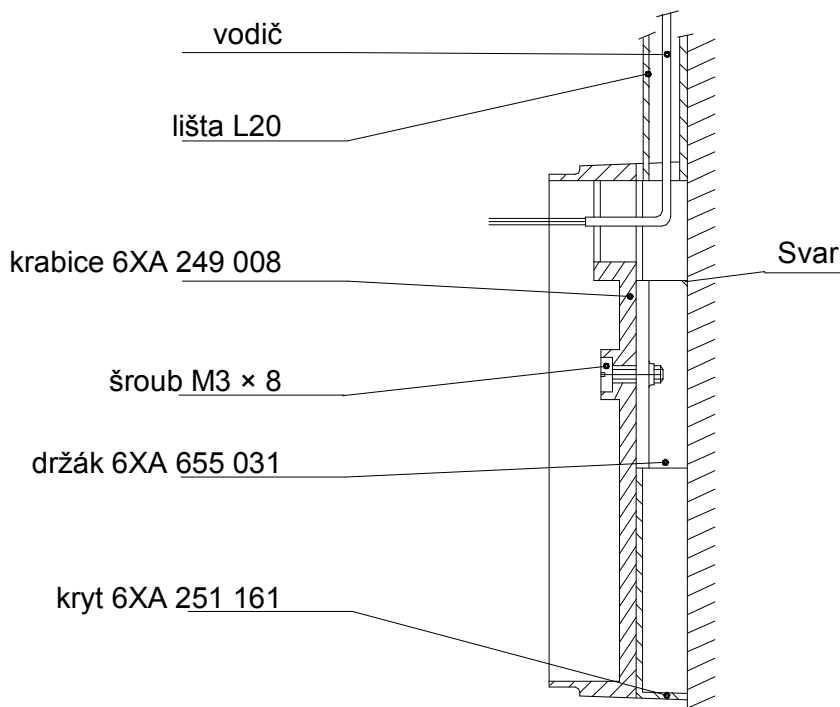 vodič
lišta L20
krabice 6XA 249 008
Svar
šroub M3 × 8
držák 6XA 655 031
kryt 6XA 251 161